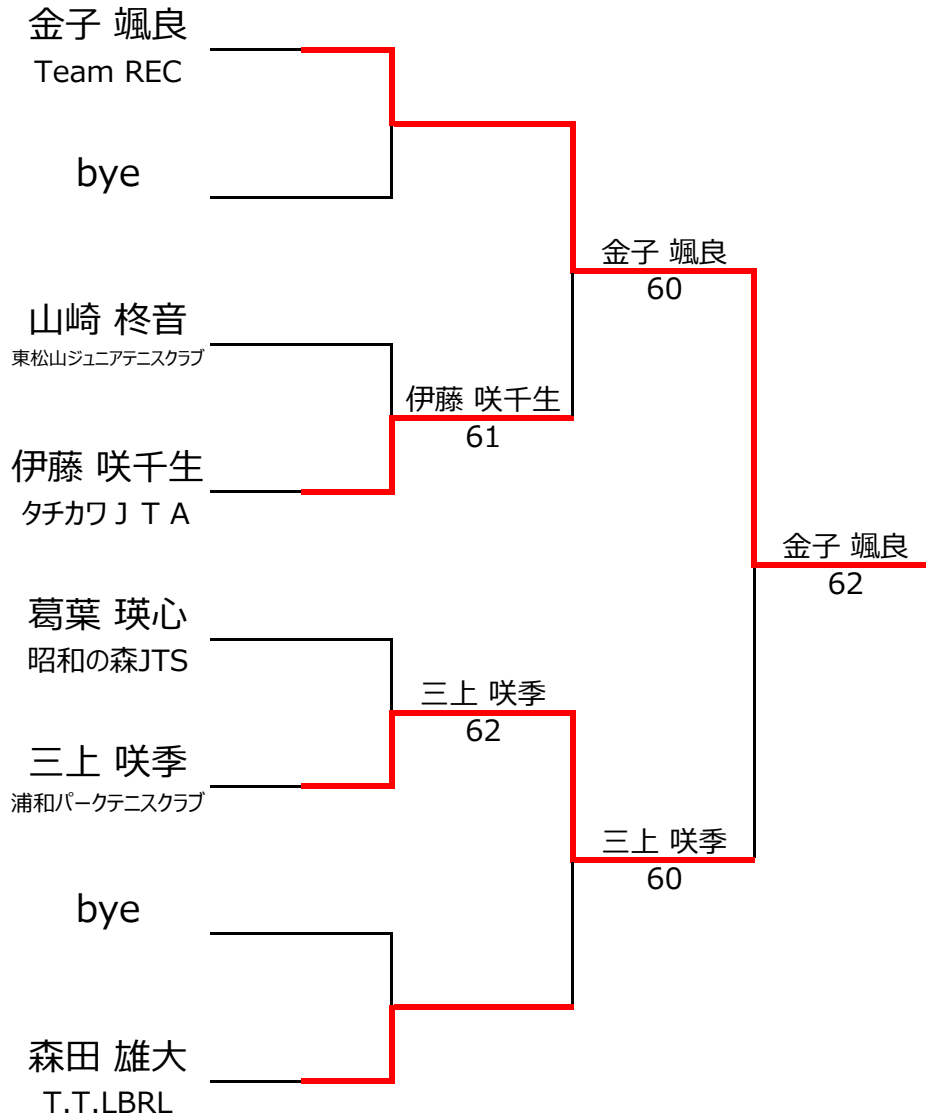 金子 颯良
Team REC
bye
金子 颯良
60
山崎 柊音
東松山ジュニアテニスクラブ
伊藤 咲千生
61
伊藤 咲千生
タチカワＪＴＡ
金子 颯良
62
葛葉 瑛心
昭和の森JTS
三上 咲季
62
三上 咲季
浦和パークテニスクラブ
三上 咲季
60
bye
森田 雄大
T.T.LBRL